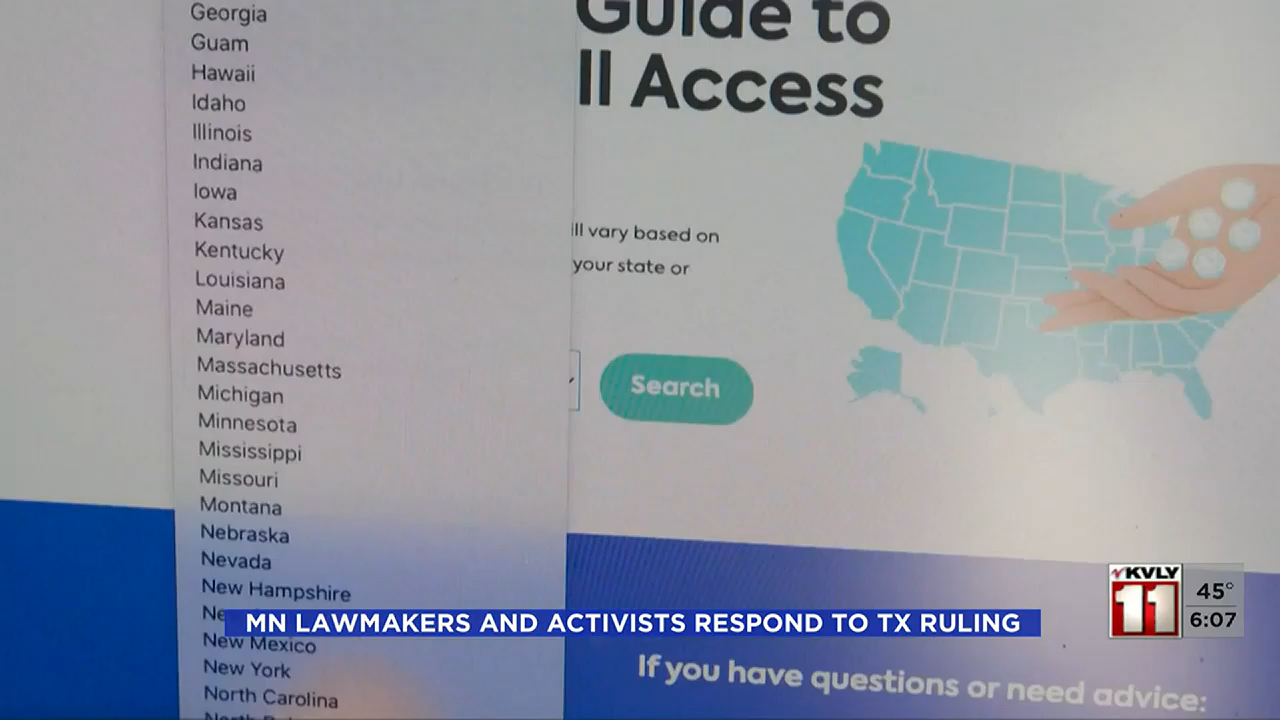 Georgia
Guam
Hawaii
Idaho
Illinois
Indiana
Iowa
Kansas
Kentucky
Louisiana
Maine
Maryland
Massachusetts
Michigan
Minnesota
Mississippi
Missouri
Montana
Nebraska
Nevada
New Hampshire
Ne
New Mexico
New York
North Carolina
Guide to
ll Access
ll vary based on
your state or
Search
If you have questions or need advice:
MN LAWMAKERS AND ACTIVISTS RESPOND TO TX RULING
KVLY
11
45°
6:07